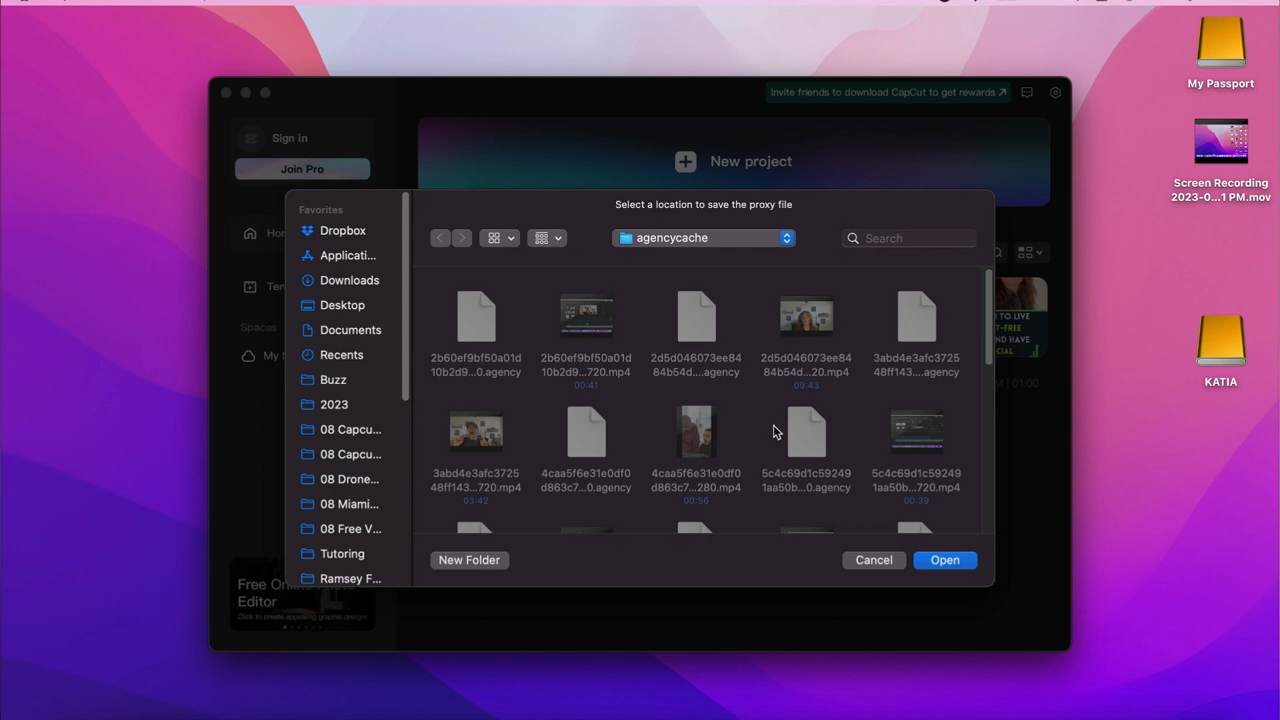 My Passport
Screen Recording
2023-0...1 PM.mov
KATIA
Invite friends to download CapCut to get rewards
Sign in
Join Pro
New project
Select a location to save the proxy file
Favorites
Dropbox
Applicati...
Downloads
Desktop
Documents
Recents
Buzz
2023
08 Capcu...
08 Capcu...
08 Drone...
08 Miami...
08 Free V...
Tutoring
Ramsey F...
agencycache
Search
2b60ef9bf50a01d
10b2d9...0.agency
2b60ef9bf50a01d
10b2d9...720.mp4
00:41
2d5d046073ee84
84b54d....agency
2d5d046073ee84
84b54d...20.mp4
09:43
3abd4e3afc3725
48ff143....agency
3abd4e3afc3725
48ff143...720.mp4
03:42
4caa5f6e31e0df0
d863c7...0.agency
4caa5f6e31e0df0
d863c7...280.mp4
00:56
5c4c69d1c59249
1aa50b...0.agency
5c4c69d1c59249
1aa50b...720.mp4
00:39
New Folder
Cancel
Open
Spaces
Editor
Click to create appealing graphic designs
TO LIVE
T-FREE
ND HAVE
CIAL
01:00